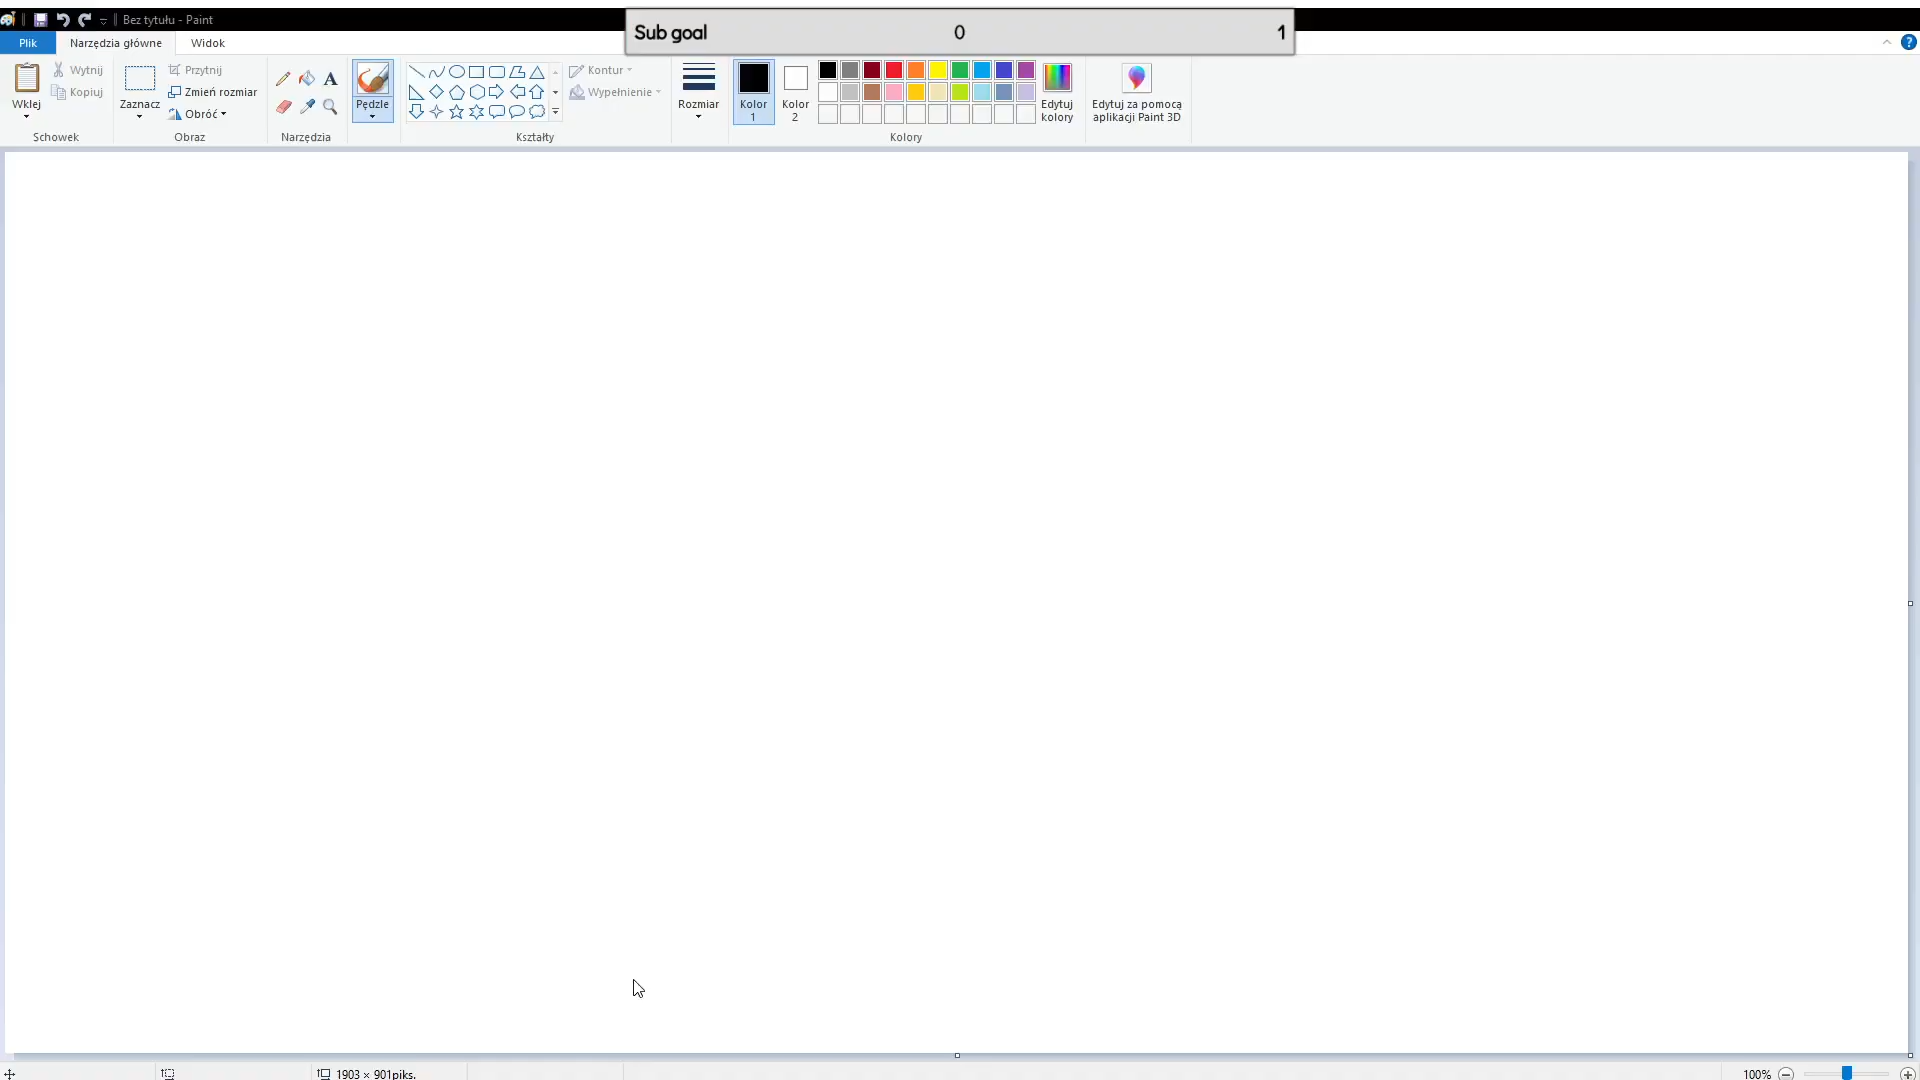 Bez tytułu - Paint
Sub goal 0 1
Plik Narzędzia główne Widok
Wklej
Wytnij
Kopiuj
Schowek
Zaznacz
Przytnij
Zmień rozmiar
Obróć
Obraz
A
Narzędzia
Pędzle
Kontur
Wypełnienie
Kształty
Rozmiar
Kolor
1
Kolor
2
Edytuj
kolory
Kolory
Edytuj za pomocą
aplikacji Paint 3D
?
1903 × 901piks.
100%